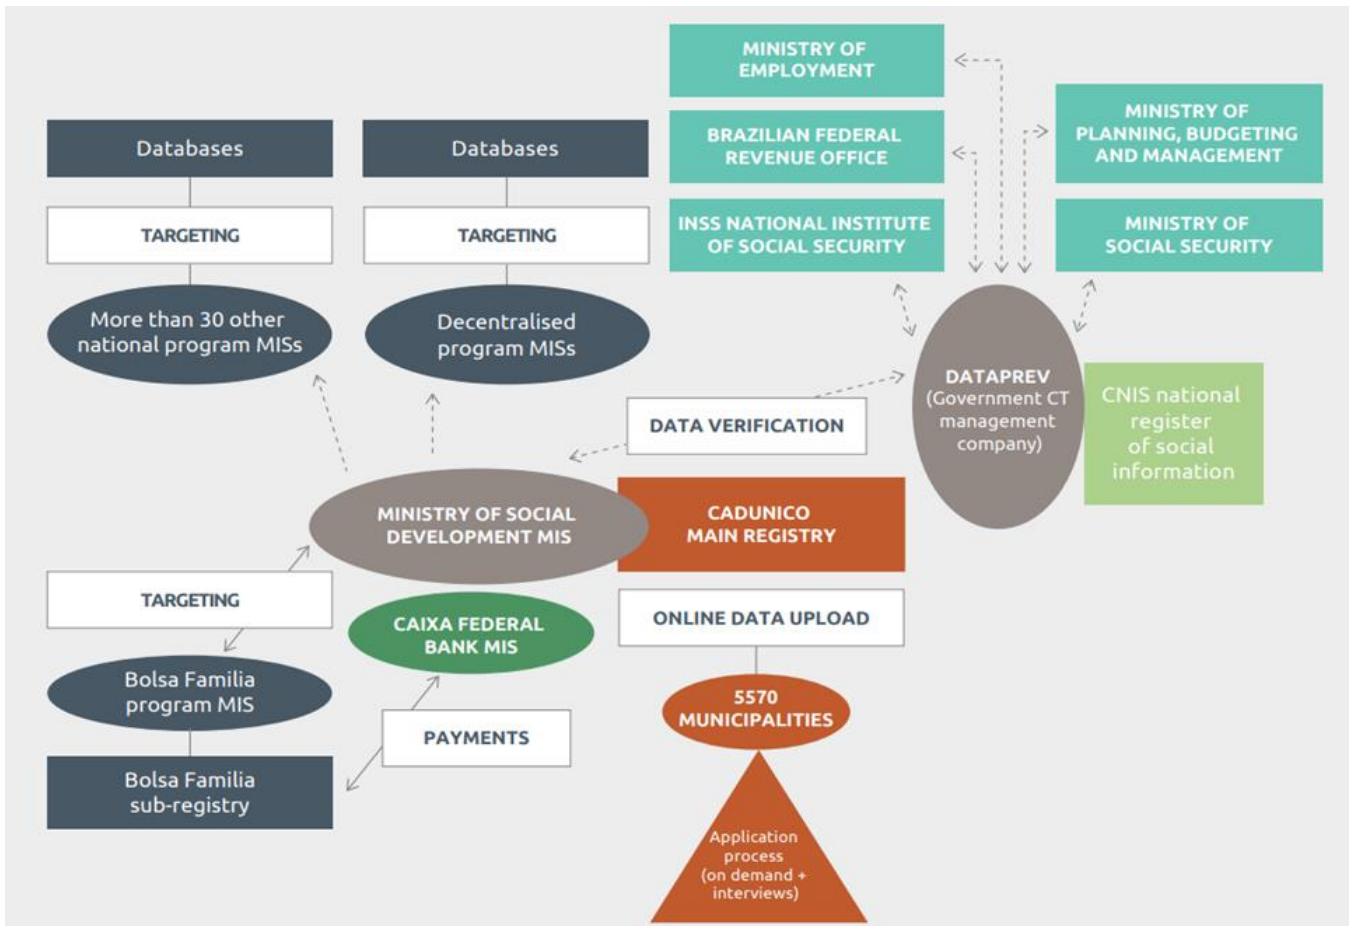 MINISTRY OF
EMPLOYMENT
BRAZILIAN FEDERAL
REVENUE OFFICE
INSS NATIONAL INSTITUTE
OF SOCIAL SECURITY
MINISTRY OF
PLANNING, BUDGETING
AND MANAGEMENT
MINISTRY OF
SOCIAL SECURITY
Databases
TARGETING
More than 30 other
national program MISs
Databases
TARGETING
Decentralised
program MISs
DATAPREV
(Government CT
management
company)
CNIS national
register
of social
information
DATA VERIFICATION
MINISTRY OF SOCIAL
DEVELOPMENT MIS
CADUNICO
MAIN REGISTRY
TARGETING
CAIXA FEDERAL
BANK MIS
ONLINE DATA UPLOAD
Bolsa Familia
program MIS
PAYMENTS
5570
MUNICIPALITIES
Bolsa Familia
sub-registry
Application
process
(on demand +
interviews)